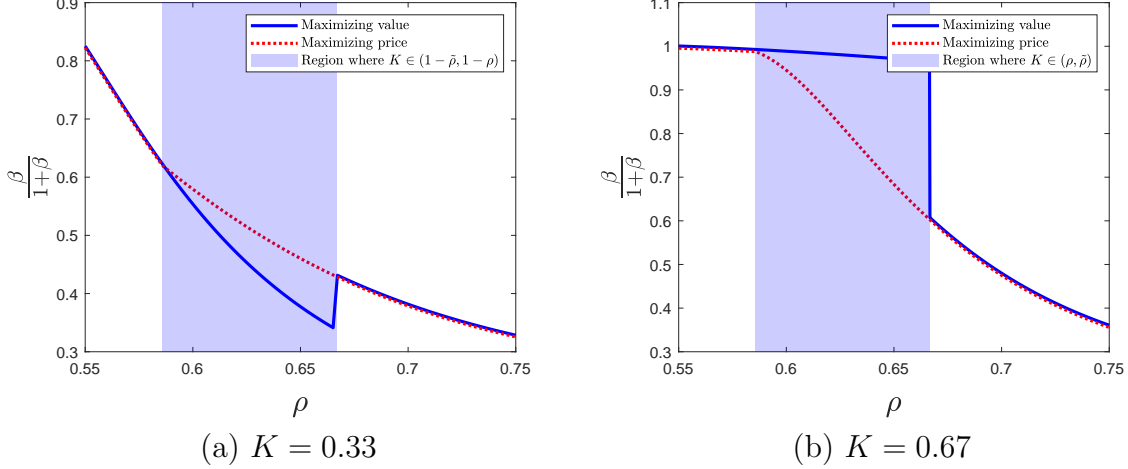 Maximizing value
Maximizing price
Region where K ∈ (1 − ρ̃, 1 − ρ)
0.9
0.8
0.7
0.6
0.5
0.4
0.3
β
1+β
0.55
0.6
0.65
0.7
0.75
ρ
(a) K = 0.33
Maximizing value
Maximizing price
Region where K ∈ (ρ, ρ̃)
1.1
1
0.9
0.8
0.7
0.6
0.5
0.4
0.3
β
1+β
0.55
0.6
0.65
0.7
0.75
ρ
(b) K = 0.67